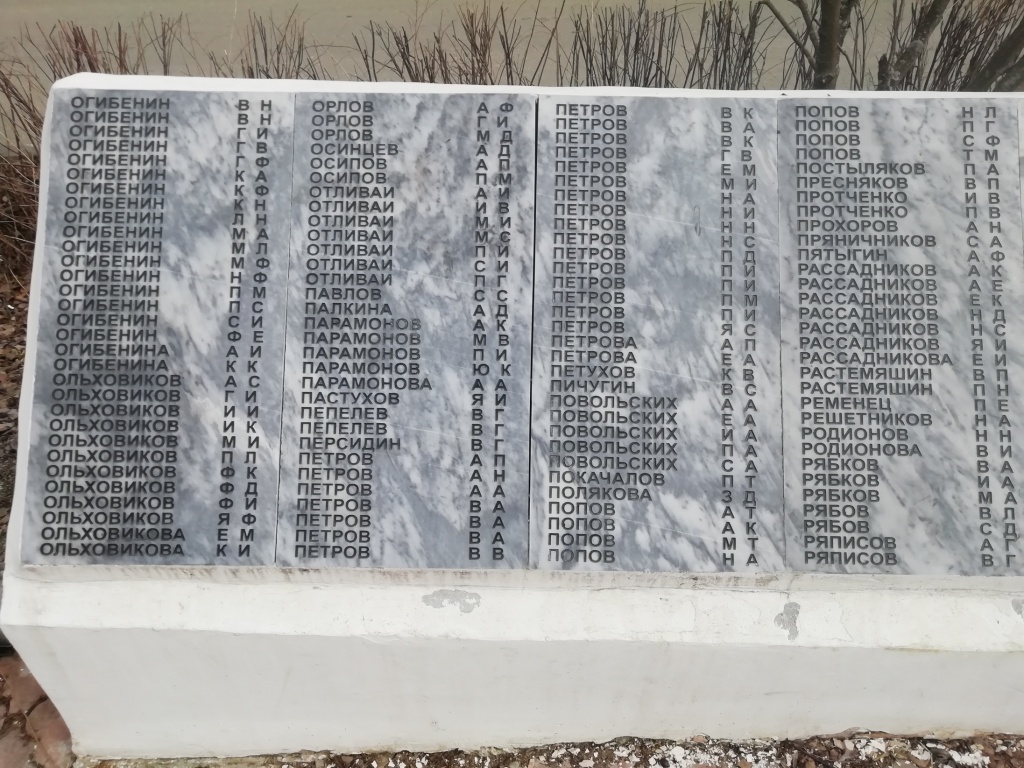 ОГИБЕНИН В Н
ОГИБЕНИН В Н
ОГИБЕНИН Г И
ОГИБЕНИН Г В
ОГИБЕНИН Г Ф
ОГИБЕНИН К А
ОГИБЕНИН К Ф
ОГИБЕНИН К Н
ОГИБЕНИН Л Н
ОГИБЕНИН М А
ОГИБЕНИН М Л
ОГИБЕНИН М Ф
ОГИБЕНИН Н Ф
ОГИБЕНИН П М
ОГИБЕНИН П С
ОГИБЕНИН С И
ОГИБЕНИН Ф Е
ОГИБЕНИНА А И
ОГИБЕНИНА К К
ОЛЬХОВИКОВ А С
ОЛЬХОВИКОВ Г И
ОЛЬХОВИКОВ И И
ОЛЬХОВИКОВ И К
ОЛЬХОВИКОВ М И
ОЛЬХОВИКОВ П Л
ОЛЬХОВИКОВ Ф К
ОЛЬХОВИКОВ Ф Д
ОЛЬХОВИКОВ Ф И
ОЛЬХОВИКОВ Я Ф
ОЛЬХОВИКОВА Е М
ОЛЬХОВИКОВА К И
ОРЛОВ А Ф
ОРЛОВ Г И
ОРЛОВ М Д
ОСИНЦЕВ А Д
ОСИПОВ А П
ОСИПОВ П М
ОТЛИВАИ А И
ОТЛИВАИ И В
ОТЛИВАИ М И
ОТЛИВАИ М С
ОТЛИВАИ П И
ОТЛИВАИ С И
ОТЛИВАИ П Г
ПАВЛОВ С С
ПАЛКИНА А Д
ПАРАМОНОВ А К
ПАРАМОНОВ М В
ПАРАМОНОВ П И
ПАРАМОНОВ Ю К
ПАРАМОНОВА А А
ПАСТУХОВ Я И
ПЕПЕЛЕВ В Г
ПЕПЕЛЕВ В Г
ПЕРСИДИН В Г
ПЕТРОВ А П
ПЕТРОВ А Н
ПЕТРОВ А А
ПЕТРОВ А А
ПЕТРОВ В А
ПЕТРОВ В А
ПЕТРОВ В В
ПЕТРОВ В К
ПЕТРОВ В А
ПЕТРОВ В К
ПЕТРОВ Г В
ПЕТРОВ Е М
ПЕТРОВ М И
ПЕТРОВ Н А
ПЕТРОВ Н И
ПЕТРОВ Н Н
ПЕТРОВ Н С
ПЕТРОВ П Д
ПЕТРОВ П И
ПЕТРОВ П И
ПЕТРОВ П М
ПЕТРОВ П И
ПЕТРОВ Я С
ПЕТРОВА А П
ПЕТРОВА Е А
ПЕТУХОВ К В
ПИЧУГИН В С
ПОВОЛЬСКИХ А А
ПОВОЛЬСКИХ Е А
ПОВОЛЬСКИХ И А
ПОВОЛЬСКИХ П А
ПОВОЛЬСКИХ С А
ПОКАЧАЛОВ П Т
ПОЛЯКОВА З Д
ПОПОВ А Т
ПОПОВ А К
ПОПОВ М Т
ПОПОВ Н А
ПОПОВ Н Л
ПОПОВ П Г
ПОПОВ С Ф
ПОПОВ Т М
ПОСТЫЛЯКОВ П А
ПРЕСНЯКОВ В П
ПРОТЧЕНКО И В
ПРОТЧЕНКО П В
ПРОХОРОВ А Н
ПРЯНИЧНИКОВ С А
ПЯТЫГИН А Ф
РАССАДНИКОВ А К
РАССАДНИКОВ А Е
РАССАДНИКОВ Е К
РАССАДНИКОВ Н Д
РАССАДНИКОВ Н С
РАССАДНИКОВ Я И
РАССАДНИКОВА Е И
РАСТЕМЯШИН В П
РАСТЕМЯШИН П Н
РЕМЕНЕЦ П Е
РЕШЕТНИКОВ Н А
РОДИОНОВ Н Н
РОДИОНОВА В И
РЯБКОВ В А
РЯБКОВ И А
РЯБКОВ М А
РЯБОВ В Л
РЯБОВ С Д
РЯПИСОВ А Г
РЯПИСОВ В Г